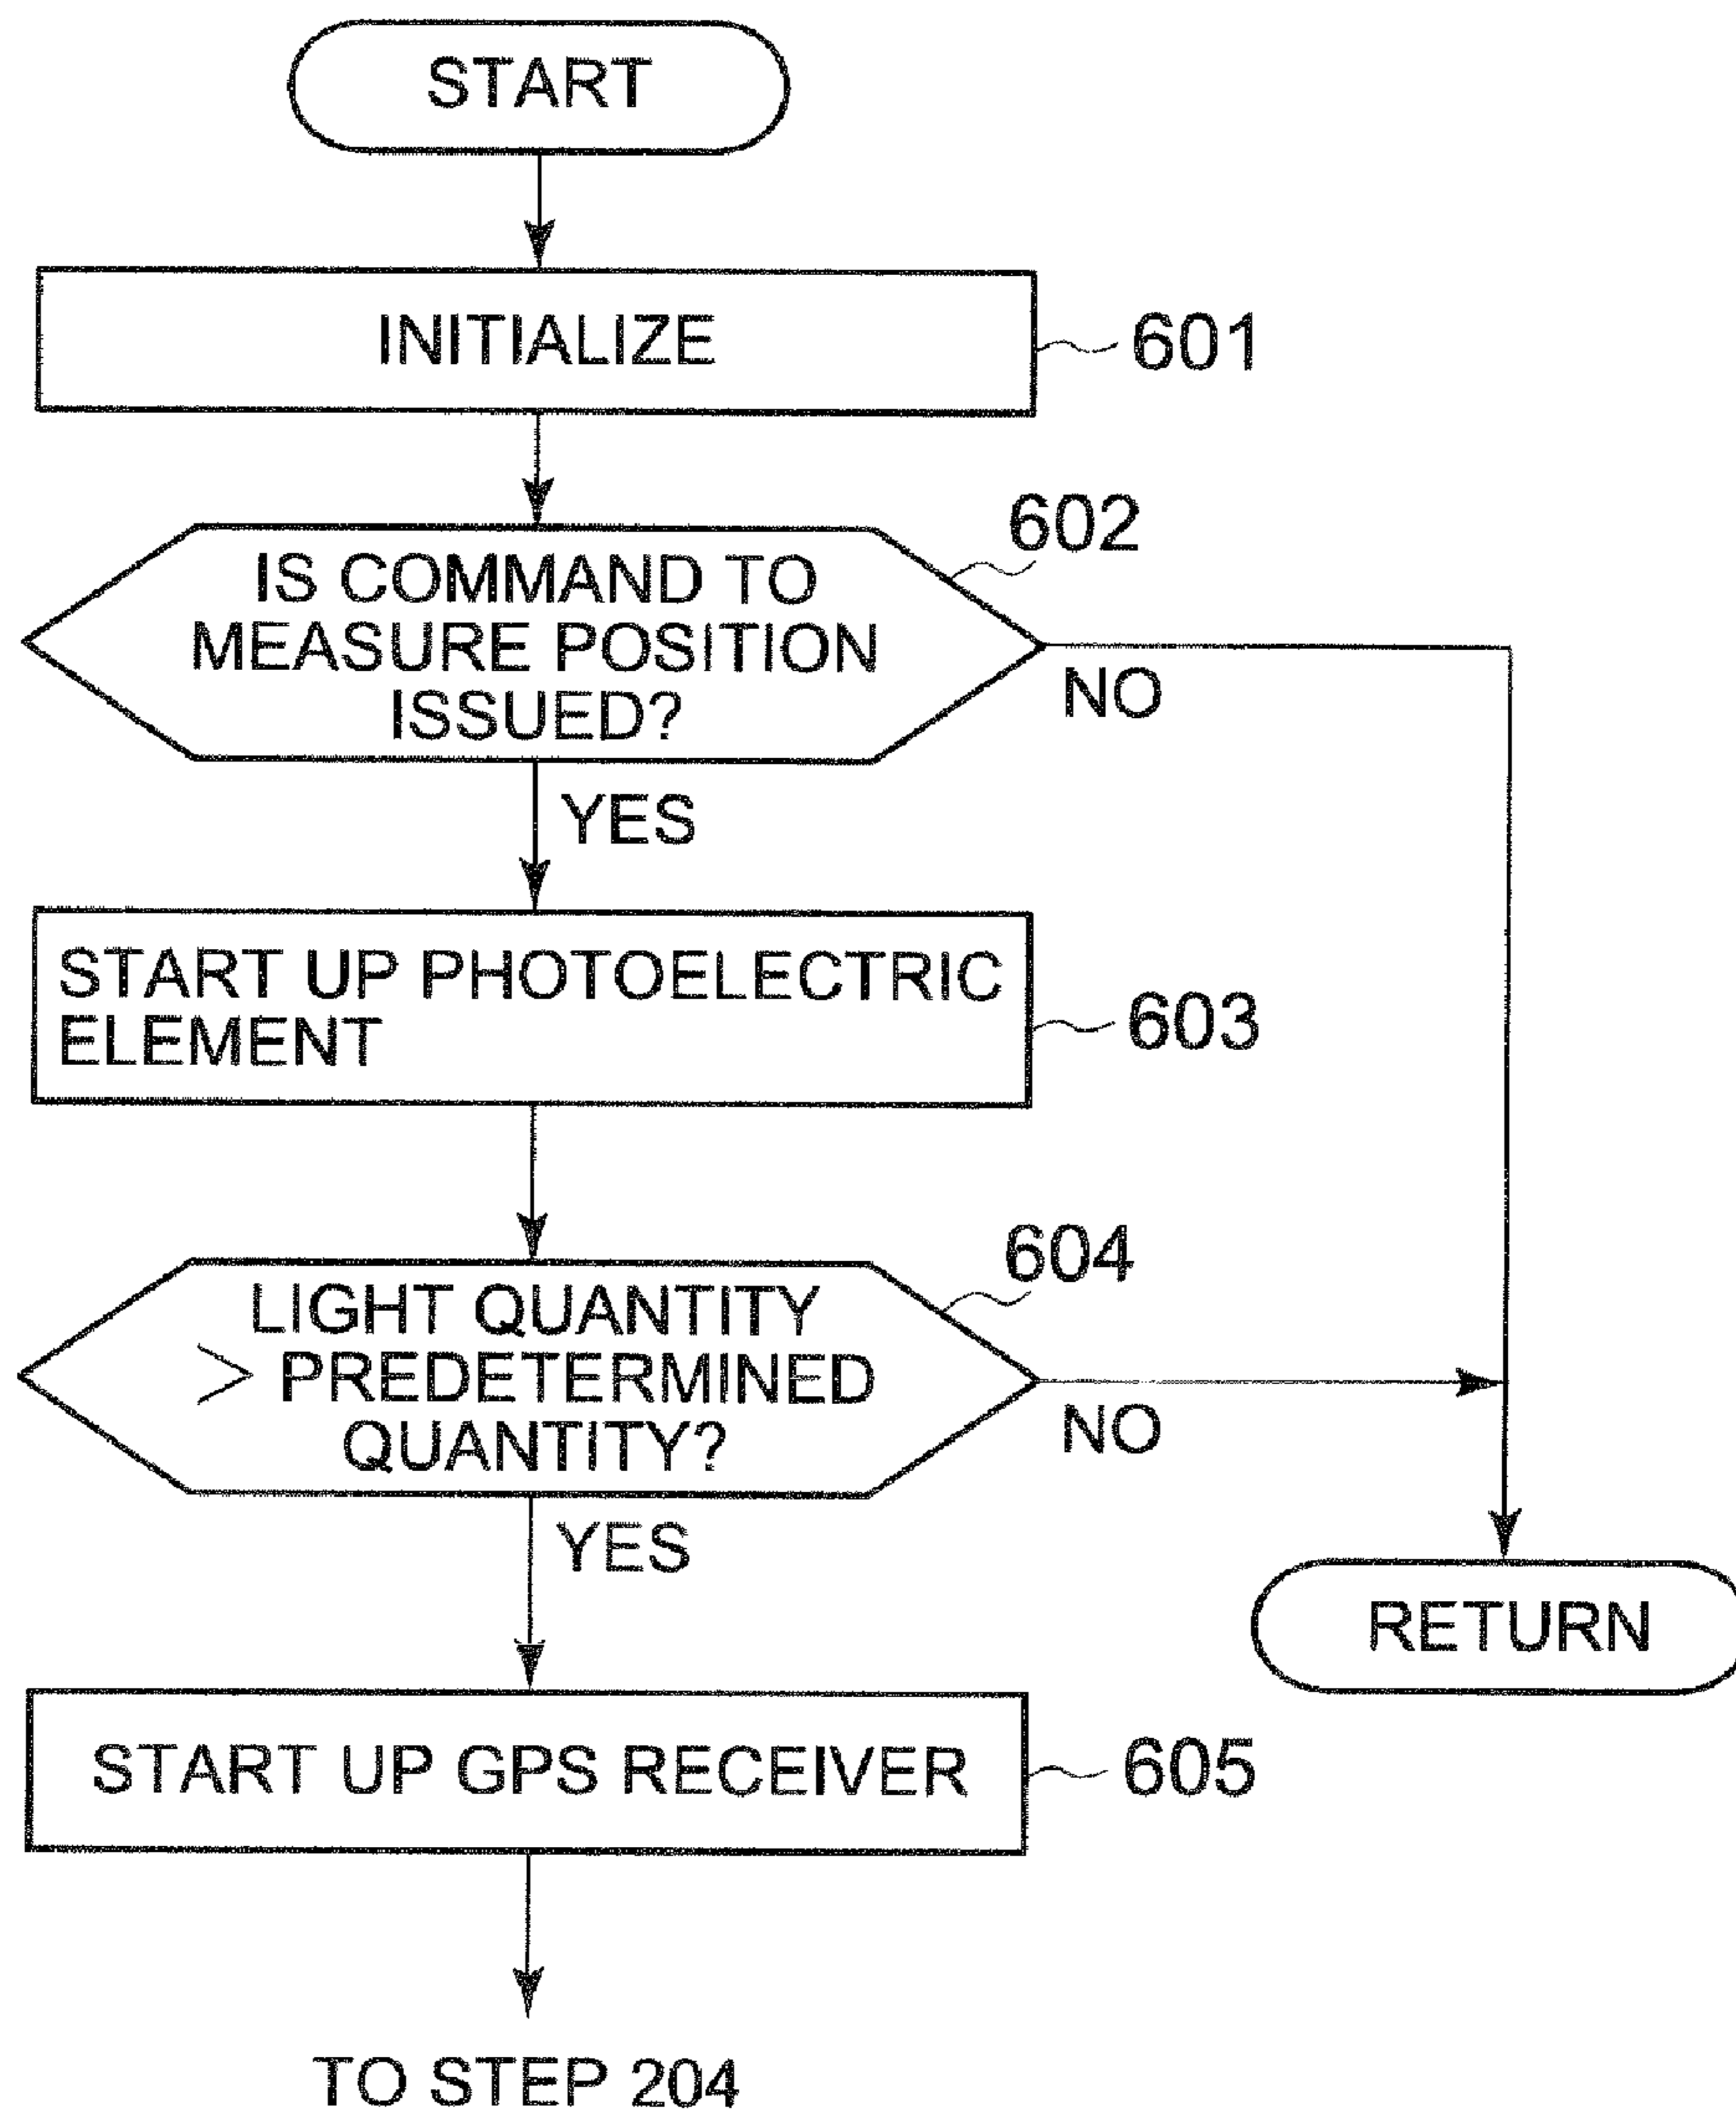 START
INITIALIZE
601
602
IS COMMAND TO
MEASURE POSITION
ISSUED?
NO
YES
START UP PHOTOELECTRIC
ELEMENT
603
604
LIGHT QUANTITY
> PREDETERMINED
QUANTITY?
NO
YES
RETURN
START UP GPS RECEIVER
605
TO STEP 204